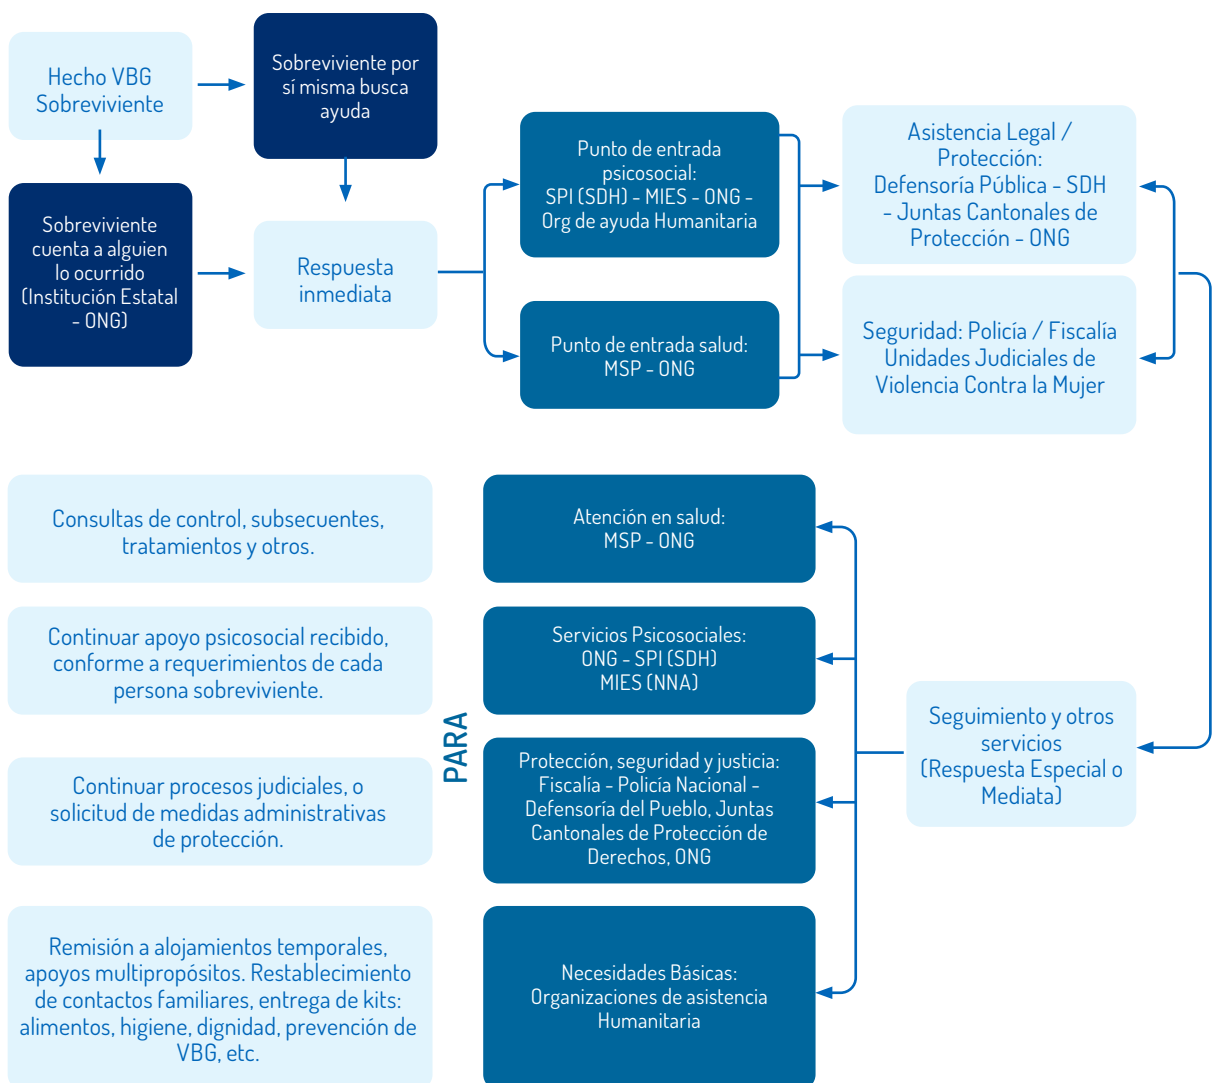 Hecho VBG
Sobreviviente
Sobreviviente por
sí misma busca
ayuda
Sobreviviente
cuenta a alguien
lo ocurrido
(Institución Estatal
- ONG)
Respuesta
inmediata
Punto de entrada
psicosocial:
SPI (SDH) - MIES - ONG -
Org de ayuda Humanitaria
Punto de entrada salud:
MSP - ONG
Asistencia Legal /
Protección:
Defensoría Pública - SDH
- Juntas Cantonales de
Protección - ONG
Seguridad: Policía / Fiscalía
Unidades Judiciales de
Violencia Contra la Mujer
Seguimiento y otros
servicios
(Respuesta Especial o
Mediata)
Atención en salud:
MSP - ONG
Servicios Psicosociales:
ONG - SPI (SDH)
MIES (NNA)
Protección, seguridad y justicia:
Fiscalía - Policía Nacional -
Defensoría del Pueblo, Juntas
Cantonales de Protección de
Derechos, ONG
Necesidades Básicas:
Organizaciones de asistencia
Humanitaria
PARA
Consultas de control, subsecuentes,
tratamientos y otros.
Continuar apoyo psicosocial recibido,
conforme a requerimientos de cada
persona sobreviviente.
Continuar procesos judiciales, o
solicitud de medidas administrativas
de protección.
Remisión a alojamientos temporales,
apoyos multipropósitos. Restablecimiento
de contactos familiares, entrega de kits:
alimentos, higiene, dignidad, prevención de
VBG, etc.